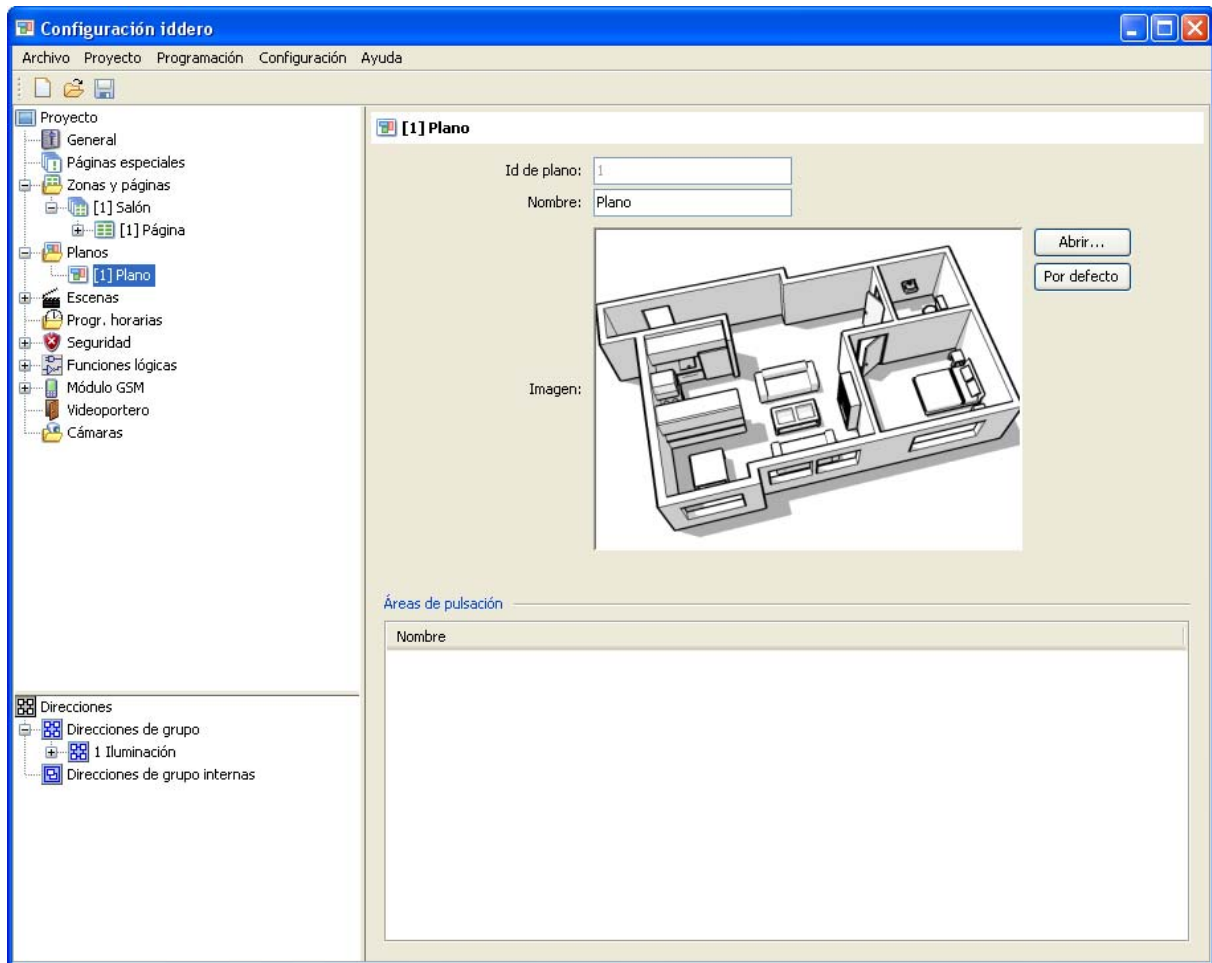 Configuración iddero
Archivo Proyecto Programación Configuración Ayuda
Proyecto
General
Páginas especiales
Zonas y páginas
[1] Salón
[1] Página
Planos
[1] Plano
Escenas
Progr. horarias
Seguridad
Funciones lógicas
Módulo GSM
Videoportero
Cámaras
Direcciones
Direcciones de grupo
1 Iluminación
Direcciones de grupo internas
[1] Plano
Id de plano: 1
Nombre: Plano
Imagen:
Abrir...
Por defecto
Áreas de pulsación
Nombre